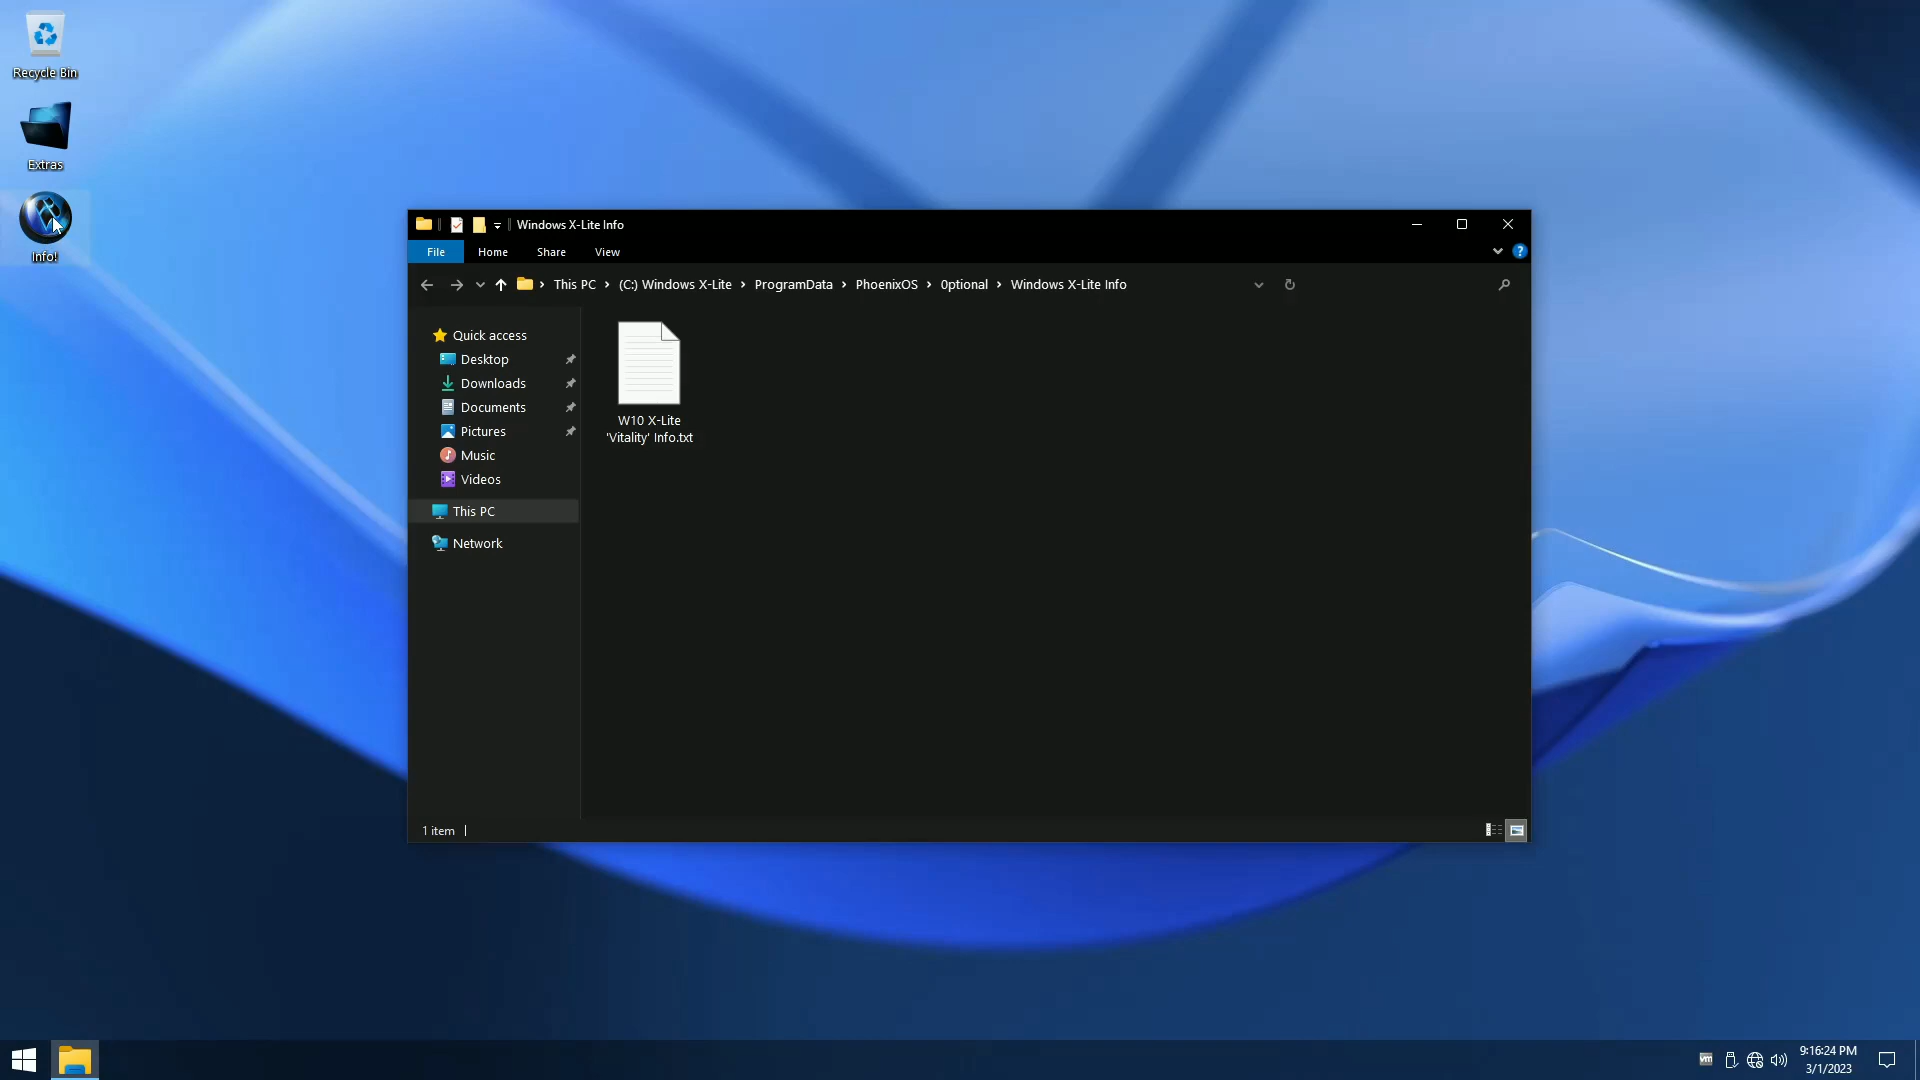 Recycle Bin
Extras
Info!
Windows X-Lite Info
File Home Share View
This PC (C:) Windows X-Lite ProgramData PhoenixOS 0ptional Windows X-Lite Info
Quick access
Desktop
Downloads
Documents
Pictures
Music
Videos
This PC
Network
W10 X-Lite
'Vitality' Info.txt
1 item
vm
9:16:24 PM
3/1/2023